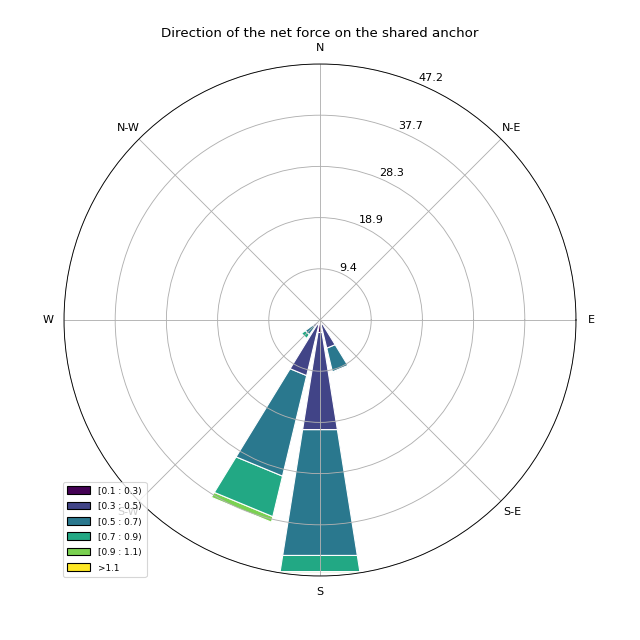 Direction of the net force on the shared anchor
N
47.2
N-W
37.7
N-E
28.3
18.9
9.4
W
E
[0.1 : 0.3)
[0.3 : 0.5)
S-W
S-E
[0.5 : 0.7)
[0.7 : 0.9)
[0.9 : 1.1)
>1.1
S